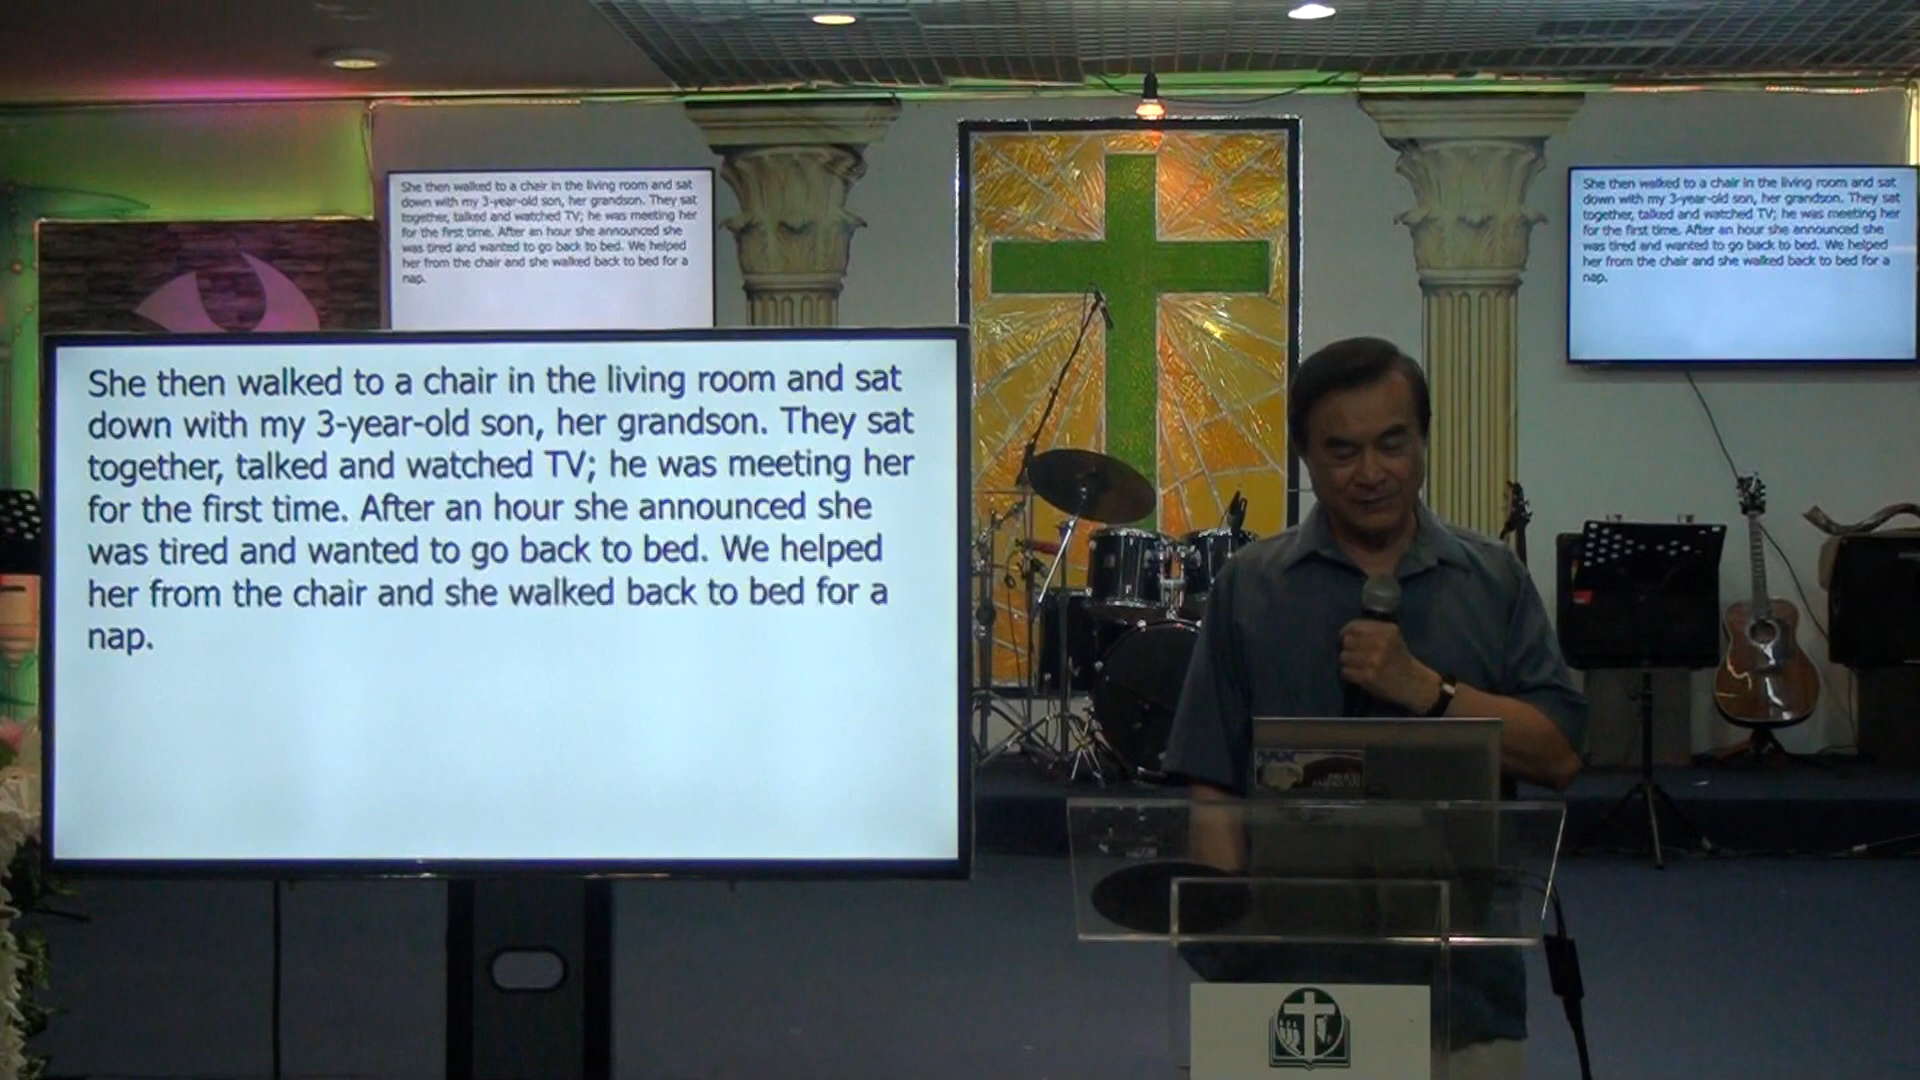 She then walked to a chair in the living room and sat
down with my 3-year-old son, her grandson. They sat
together, talked and watched TV; he was meeting her
for the first time. After an hour she announced she
was tired and wanted to go back to bed. We helped
her from the chair and she walked back to bed for a
nap.
She then walked to a chair in the living room and sat
down with my 3-year-old son, her grandson. They sat
together, talked and watched TV; he was meeting her
for the first time. After an hour she announced she
was tired and wanted to go back to bed. We helped
her from the chair and she walked back to bed for a
nap.
She then walked to a chair in the living room and sat
down with my 3-year-old son, her grandson. They sat
together, talked and watched TV; he was meeting her
for the first time. After an hour she announced she
was tired and wanted to go back to bed. We helped
her from the chair and she walked back to bed for a
nap.